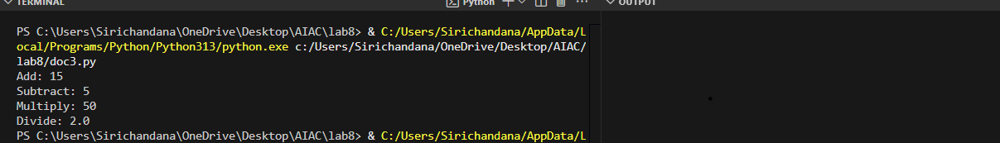 TERMINAL
Python
OUTPUT
PS C:\Users\Sirichandana\OneDrive\Desktop\AIAC\lab8> & C:/Users/Sirichandana/AppData/L
ocal/Programs/Python/Python313/python.exe c:/Users/Sirichandana/OneDrive/Desktop/AIAC/
lab8/doc3.py
Add: 15
Subtract: 5
Multiply: 50
Divide: 2.0
PS C:\Users\Sirichandana\OneDrive\Desktop\AIAC\lab8> & C:/Users/Sirichandana/AppData/L